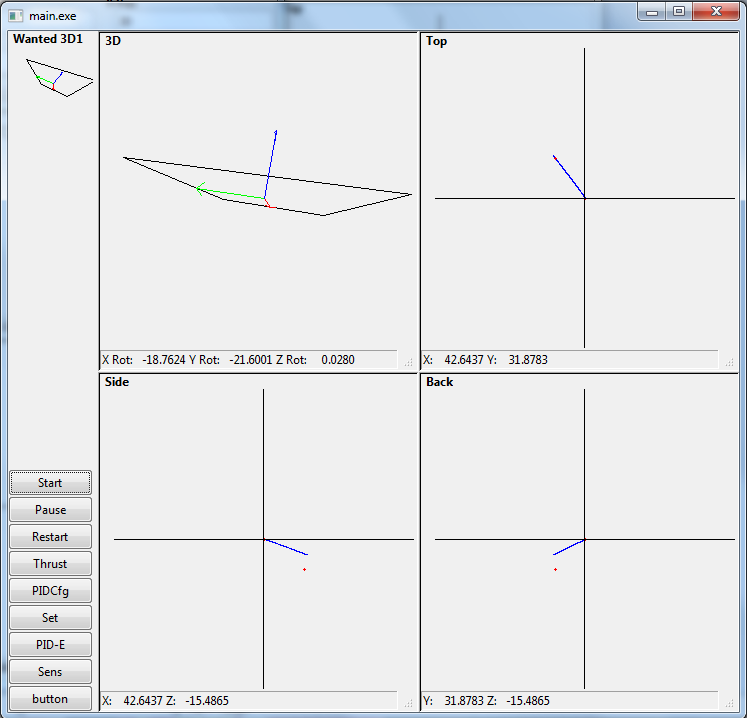 main.exe
Wanted 3D1
3D
X Rot: -18.7624 Y Rot: -21.6001 Z Rot: 0.0280
Top
X: 42.6437 Y: 31.8783
Side
X: 42.6437 Z: -15.4865
Back
Y: 31.8783 Z: -15.4865
Start
Pause
Restart
Thrust
PIDCfg
Set
PID-E
Sens
button